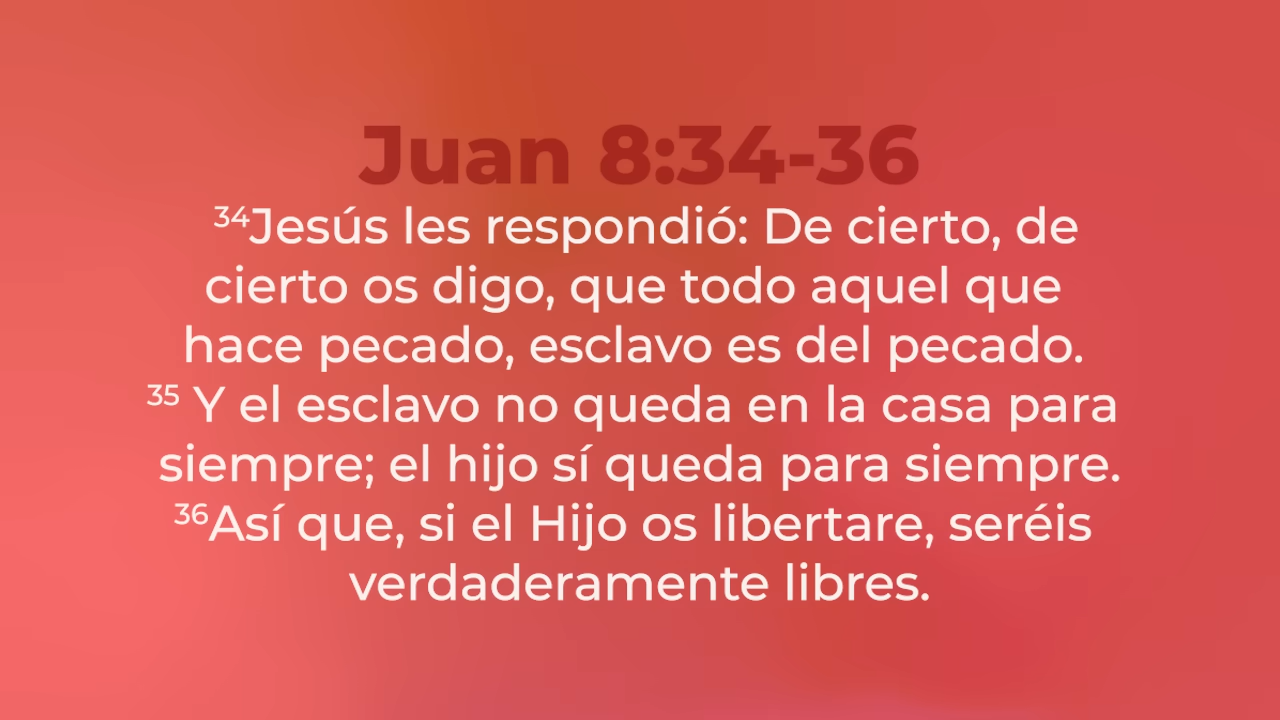 Juan 8:34-36
³⁴Jesús les respondió: De cierto, de
cierto os digo, que todo aquel que
hace pecado, esclavo es del pecado.
³⁵ Y el esclavo no queda en la casa para
siempre; el hijo sí queda para siempre.
³⁶Así que, si el Hijo os libertare, seréis
verdaderamente libres.